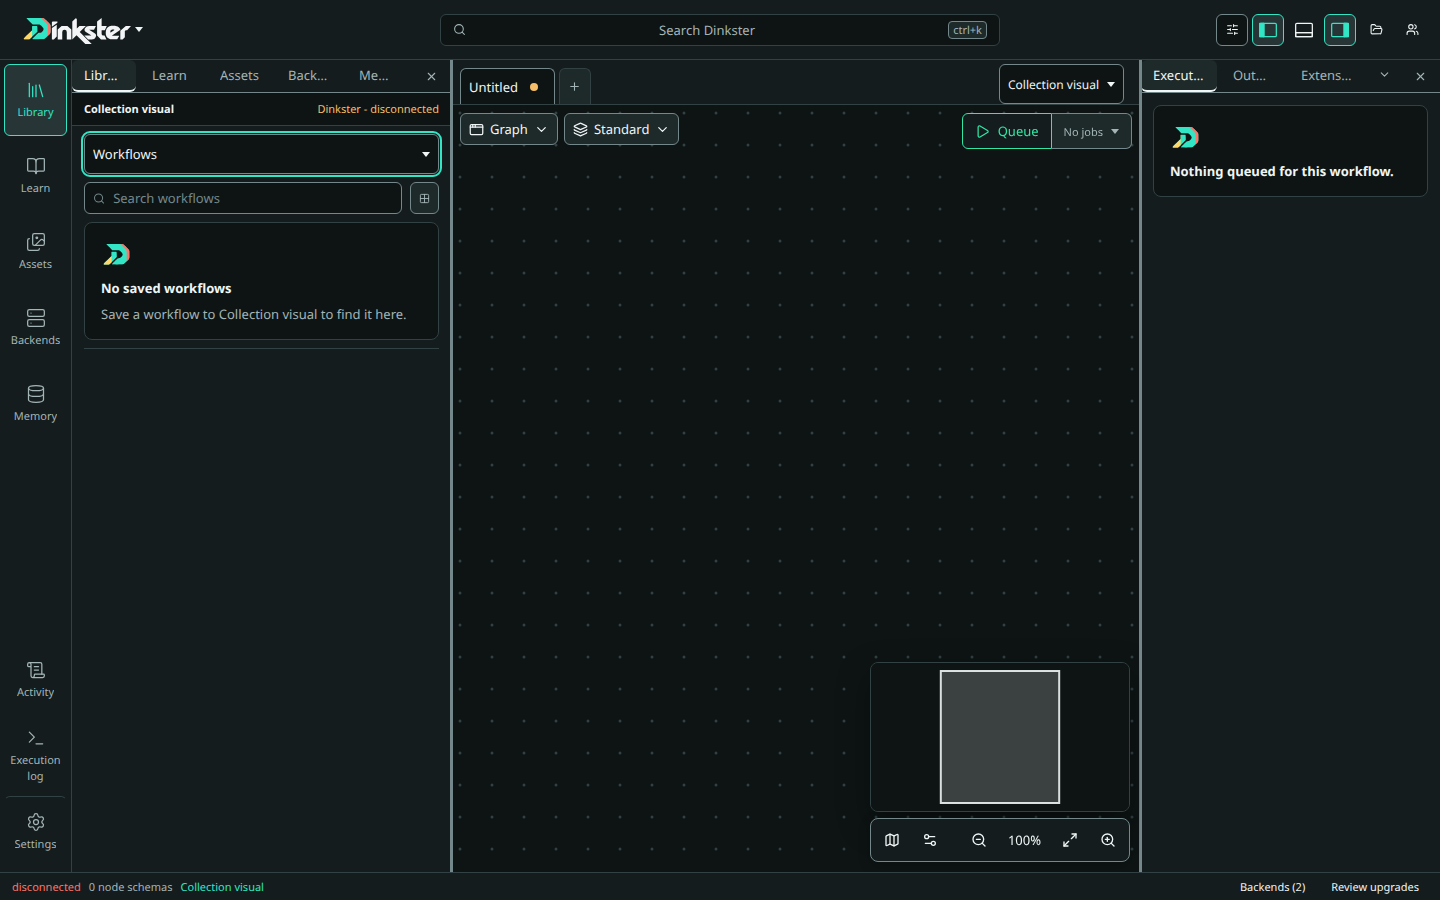 Dinkster
Search Dinkster
ctrl+k
Library
Learn
Assets
Backends
Memory
Activity
Execution
log
Settings
Libr...
Learn
Assets
Back...
Me...
Collection visual
Dinkster - disconnected
Workflows
Search workflows
No saved workflows
Save a workflow to Collection visual to find it here.
Untitled
Collection visual
Graph
Standard
Queue
No jobs
100%
Execut...
Out...
Extens...
Nothing queued for this workflow.
disconnected
0 node schemas
Collection visual
Backends (2)
Review upgrades